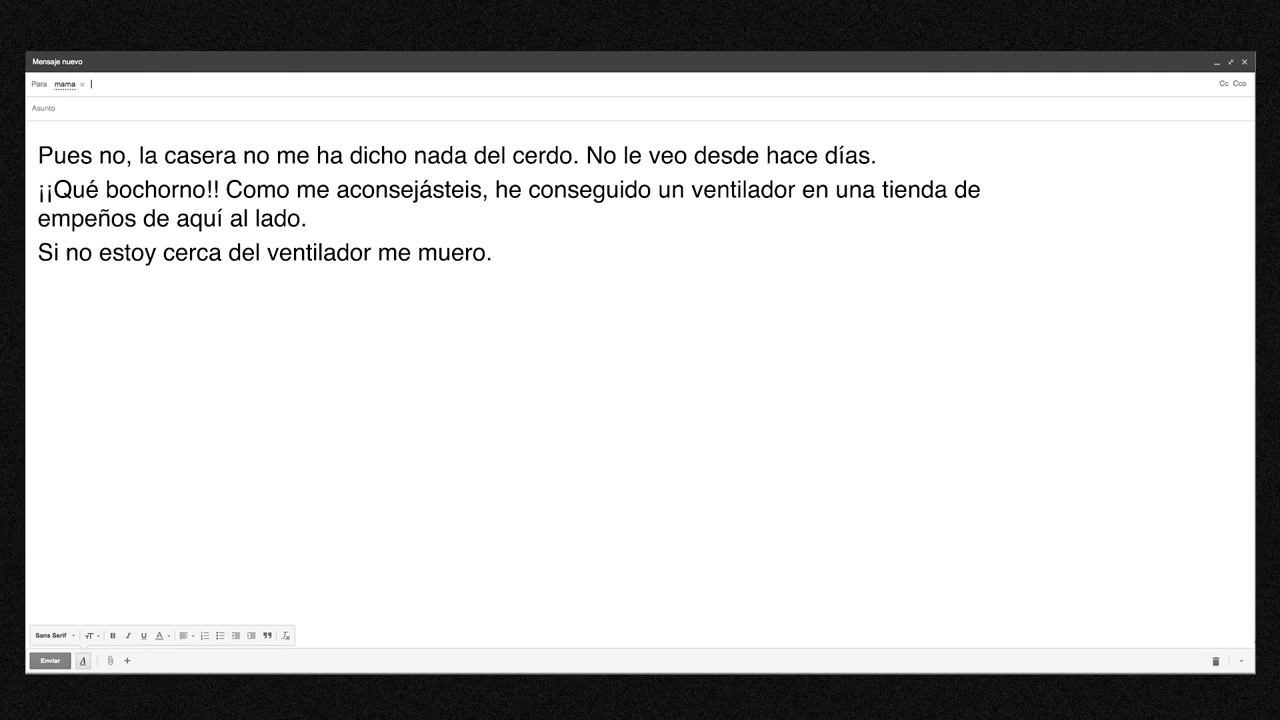 Mensaje nuevo
Para mama × Cc Cco
Asunto
Pues no, la casera no me ha dicho nada del cerdo. No le veo desde hace días.
¡¡Qué bochorno!! Como me aconsejásteis, he conseguido un ventilador en una tienda de
empeños de aquí al lado.
Si no estoy cerca del ventilador me muero.
Sans Serif B I U A
Enviar A